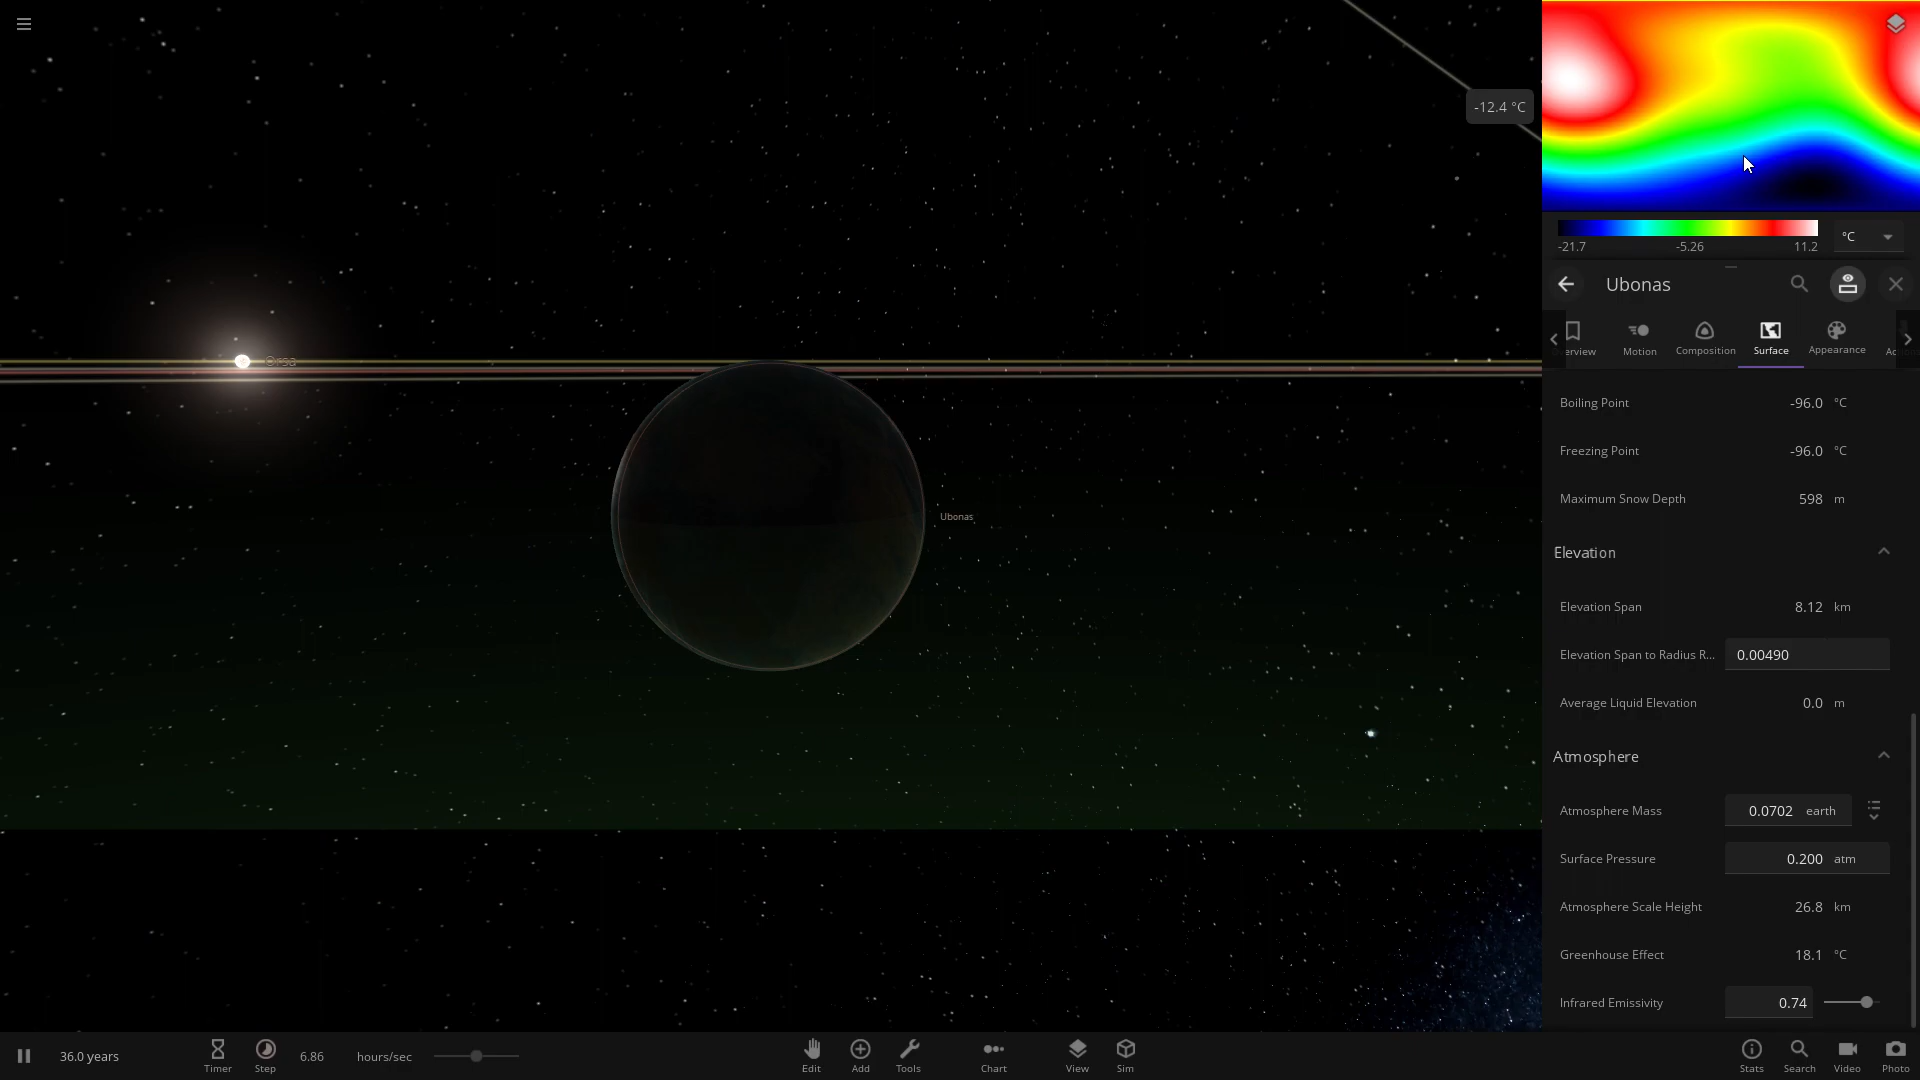 -12.4 °C
-21.7 -5.26 11.2 °C
Ubonas
erview Motion Composition Surface Appearance Ac
Orsa
Ubonas
Boiling Point -96.0 °C
Freezing Point -96.0 °C
Maximum Snow Depth 598 m
Elevation
Elevation Span 8.12 km
Elevation Span to Radius R... 0.00490
Average Liquid Elevation 0.0 m
Atmosphere
Atmosphere Mass 0.0702 earth
Surface Pressure 0.200 atm
Atmosphere Scale Height 26.8 km
Greenhouse Effect 18.1 °C
Infrared Emissivity 0.74
36.0 years Timer Step 6.86 hours/sec Edit Add Tools Chart View Sim Stats Search Video Photo